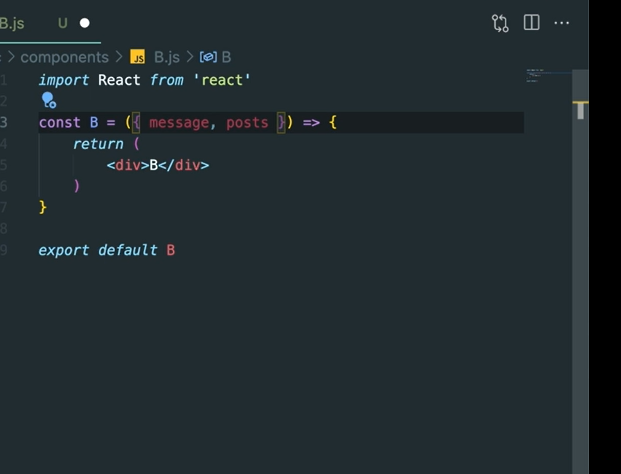 B.js U
components > JS B.js > B
1 import React from 'react'
2
3 const B = ({ message, posts }) => {
4 return (
5 <div>B</div>
6 )
7 }
8
9 export default B